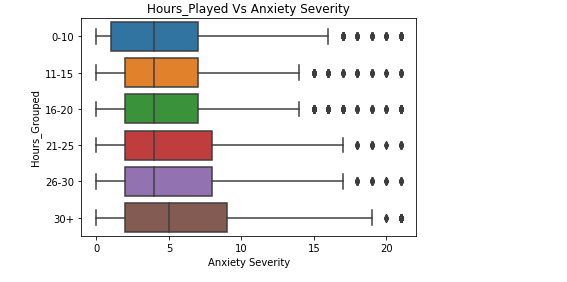 Hours_Played Vs Anxiety Severity
Hours_Grouped
0-10
11-15
16-20
21-25
26-30
30+
0 5 10 15 20
Anxiety Severity